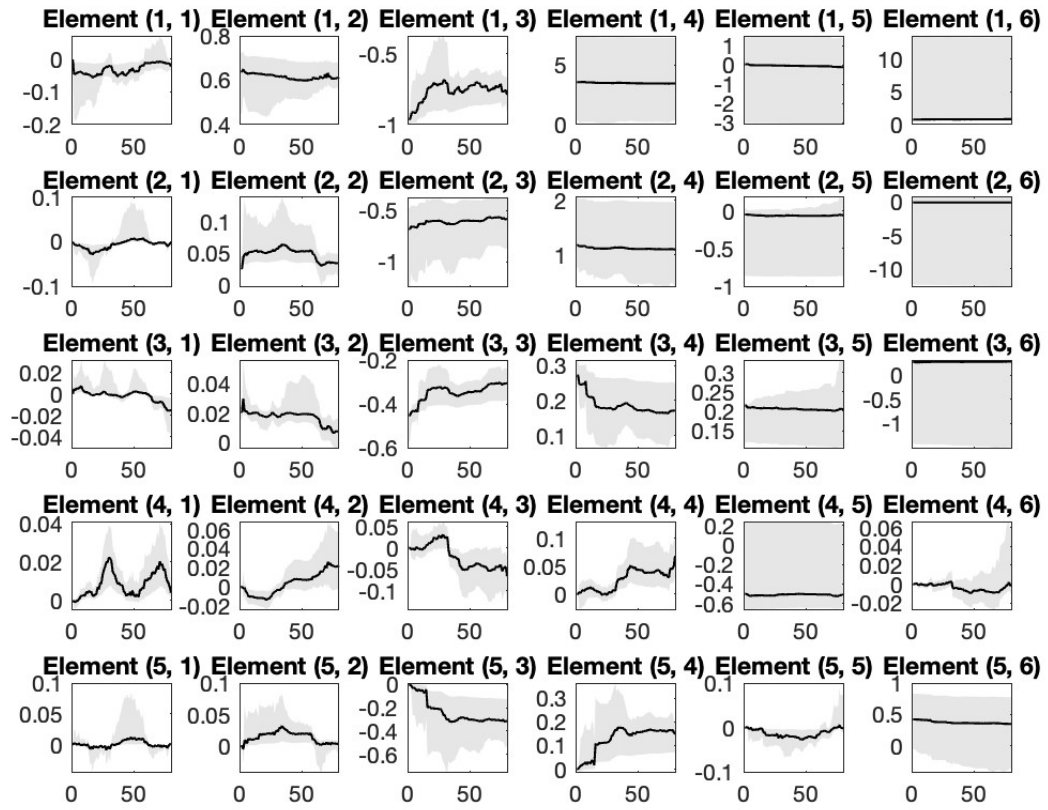 Element (1, 1) Element (1, 2) Element (1, 3) Element (1, 4) Element (1, 5) Element (1, 6)
0 0.8 -0.5 5 1 10
-0.1 0.6 0 5
-0.2 0.4 -1 0 -1 0
-2
-3
0 50 0 50 0 50 0 50 0 50 0 50
Element (2, 1) Element (2, 2) Element (2, 3) Element (2, 4) Element (2, 5) Element (2, 6)
0.1 0.1 -0.5 2 0 0
0 0.05 -1 1 -0.5 -5
-0.1 0 -1 -10
0 50 0 50 0 50 0 50 0 50 0 50
Element (3, 1) Element (3, 2) Element (3, 3) Element (3, 4) Element (3, 5) Element (3, 6)
0.02 0.04 -0.2 0.3 0.3 0
0 0.02 -0.4 0.2 0.25 -0.5
-0.02 0 -0.6 0.1 0.2 -1
-0.04 0.15
0 50 0 50 0 50 0 50 0 50 0 50
Element (4, 1) Element (4, 2) Element (4, 3) Element (4, 4) Element (4, 5) Element (4, 6)
0.04 0.06 0.05 0.1 0.2 0.06
0.02 0.04 0 0.05 0 0.04
0 0.02 -0.05 0 -0.2 0.02
0 -0.1 -0.4 0
-0.02 -0.6 -0.02
0 50 0 50 0 50 0 50 0 50 0 50
Element (5, 1) Element (5, 2) Element (5, 3) Element (5, 4) Element (5, 5) Element (5, 6)
0.1 0.1 0 0.3 0.1 1
0.05 0.05 -0.2 0.2 0 0.5
0 0 -0.4 0.1 -0.1 0
-0.6 0
0 50 0 50 0 50 0 50 0 50 0 50